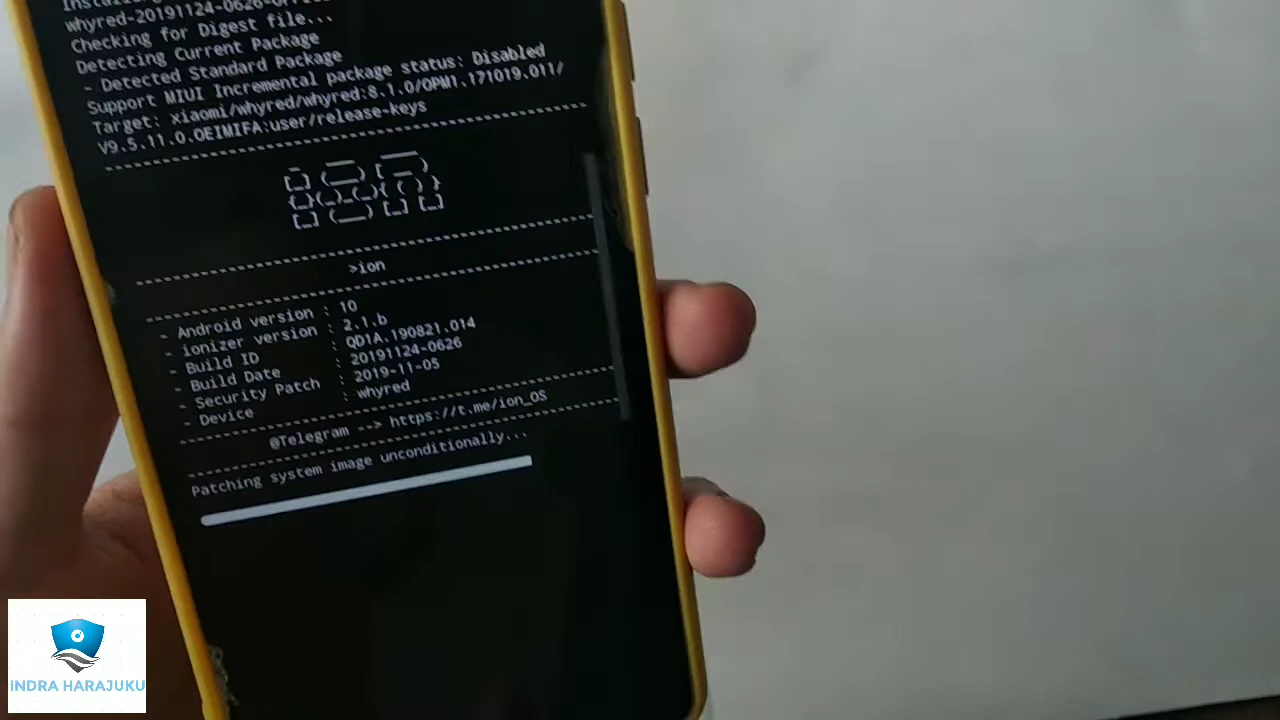 whyred-20191124-0626-
Checking for Digest file...
Detecting Current Package
- Detected Standard Package
Support MIUI Incremental package status: Disabled
Target: xiaomi/whyred/whyred:8.1.0/OPM1.171019.011/
V9.5.11.0.OEIMIFA:user/release-keys
>ion
- Android version : 10
- ionizer version : 2.1.b
- Build ID : QD1A.190821.014
- Build Date : 20191124-0626
- Security Patch : 2019-11-05
- Device : whyred
@Telegram --> https://t.me/ion_OS
Patching system image unconditionally...
INDRA HARAJUKU